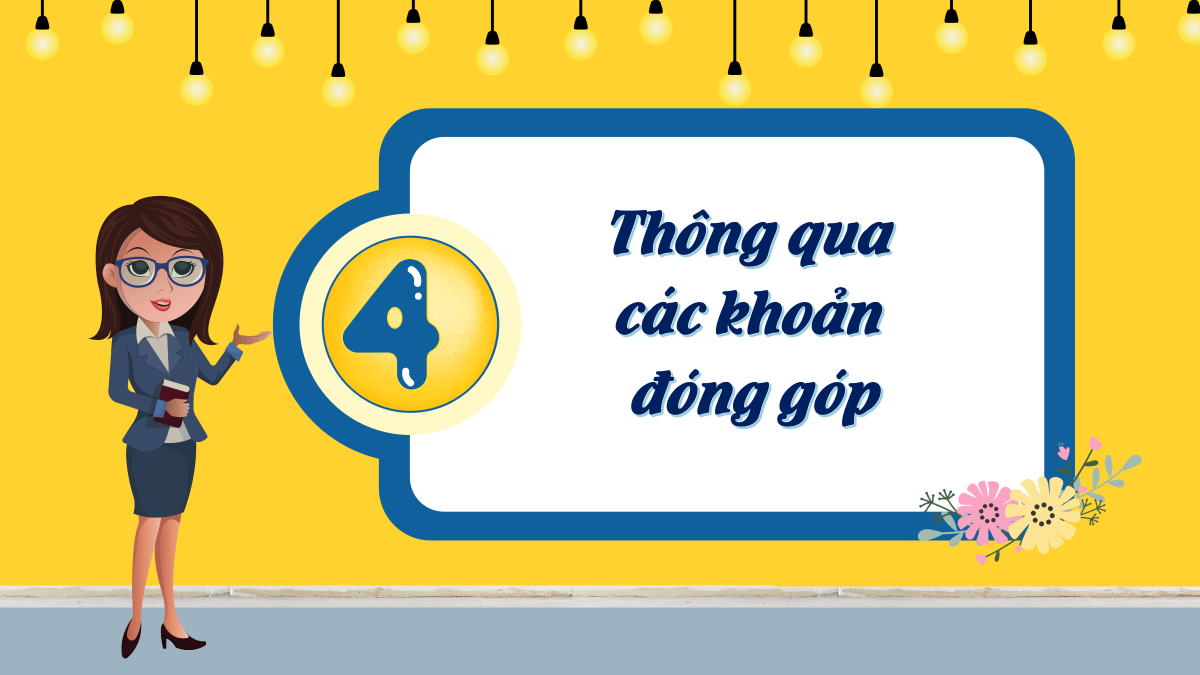 4
Thông qua
các khoản
đóng góp